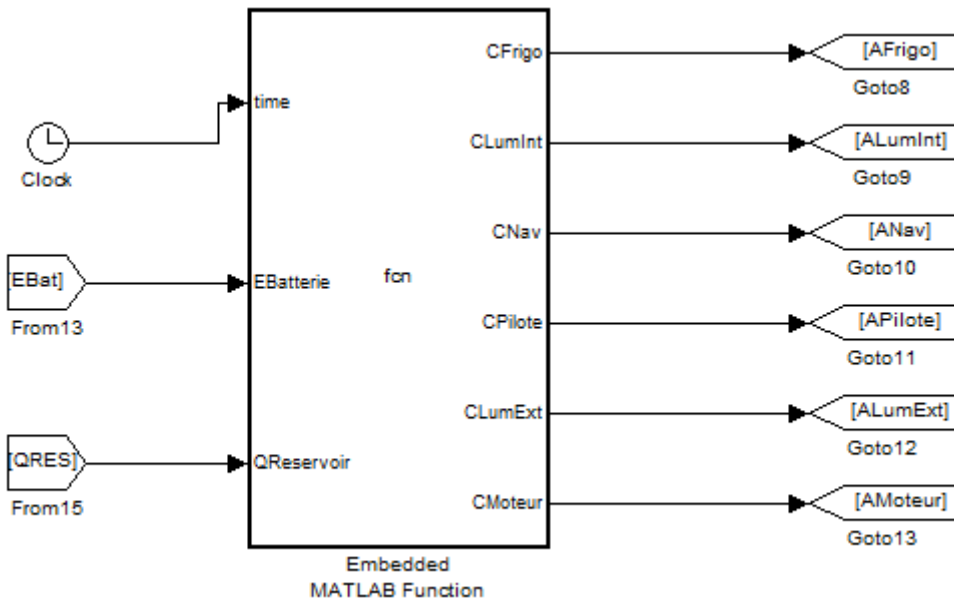 CFrigo
[AFrigo]
Goto8
time
CLumInt
[ALumInt]
Goto9
Clock
CNav
[ANav]
Goto10
[EBat]
From13
EBatterie
fcn
CPilote
[APilote]
Goto11
CLumExt
[ALumExt]
Goto12
[QRES]
From15
QReservoir
CMoteur
[AMoteur]
Goto13
Embedded
MATLAB Function